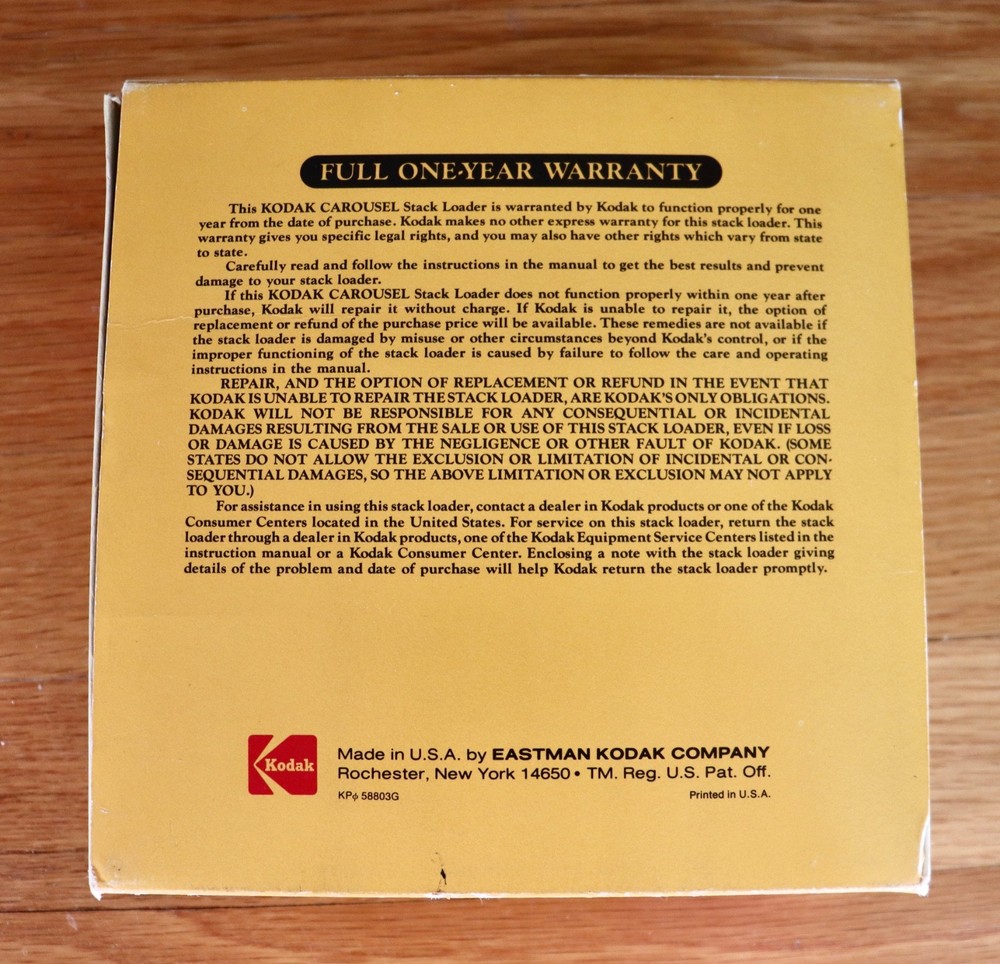 FULL ONE-YEAR WARRANTY
This KODAK CAROUSEL Stack Loader is warranted by Kodak to function properly for one
year from the date of purchase. Kodak makes no other express warranty for this stack loader. This
warranty gives you specific legal rights, and you may also have other rights which vary from state
to state.
Carefully read and follow the instructions in the manual to get the best results and prevent
damage to your stack loader.
If this KODAK CAROUSEL Stack Loader does not function properly within one year after
purchase, Kodak will repair it without charge. If Kodak is unable to repair it, the option of
replacement or refund of the purchase price will be available. These remedies are not available if
the stack loader is damaged by misuse or other circumstances beyond Kodak's control, or if the
improper functioning of the stack loader is caused by failure to follow the care and operating
instructions in the manual.
REPAIR, AND THE OPTION OF REPLACEMENT OR REFUND IN THE EVENT THAT
KODAK IS UNABLE TO REPAIR THE STACK LOADER, ARE KODAK'S ONLY OBLIGATIONS.
KODAK WILL NOT BE RESPONSIBLE FOR ANY CONSEQUENTIAL OR INCIDENTAL
DAMAGES RESULTING FROM THE SALE OR USE OF THIS STACK LOADER, EVEN IF LOSS
OR DAMAGE IS CAUSED BY THE NEGLIGENCE OR OTHER FAULT OF KODAK. (SOME
STATES DO NOT ALLOW THE EXCLUSION OR LIMITATION OF INCIDENTAL OR CON-
SEQUENTIAL DAMAGES, SO THE ABOVE LIMITATION OR EXCLUSION MAY NOT APPLY
TO YOU.)
For assistance in using this stack loader, contact a dealer in Kodak products or one of the Kodak
Consumer Centers located in the United States. For service on this stack loader, return the stack
loader through a dealer in Kodak products, one of the Kodak Equipment Service Centers listed in the
instruction manual or a Kodak Consumer Center. Enclosing a note with the stack loader giving
details of the problem and date of purchase will help Kodak return the stack loader promptly.
Kodak
Made in U.S.A. by EASTMAN KODAK COMPANY
Rochester, New York 14650 • TM. Reg. U.S. Pat. Off.
KPφ 58803G
Printed in U.S.A.